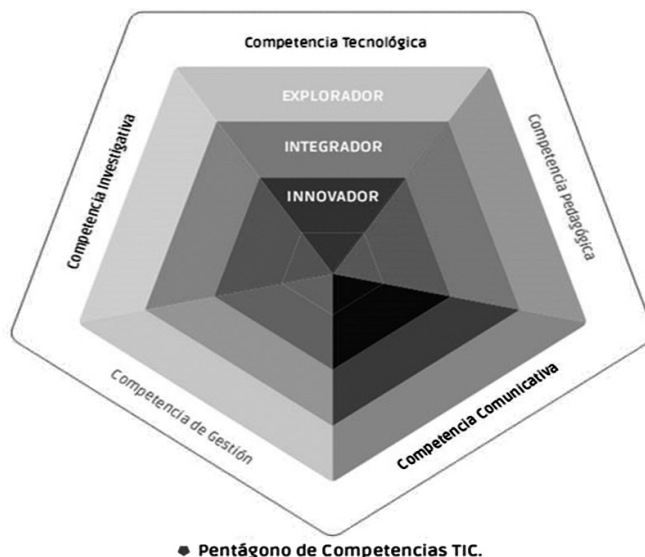 Competencia Tecnológica
EXPLORADOR
INTEGRADOR
INNOVADOR
Competencia Investigativa
Competencia Pedagógica
Competencia de Gestión
Competencia Comunicativa
Pentágono de Competencias TIC.